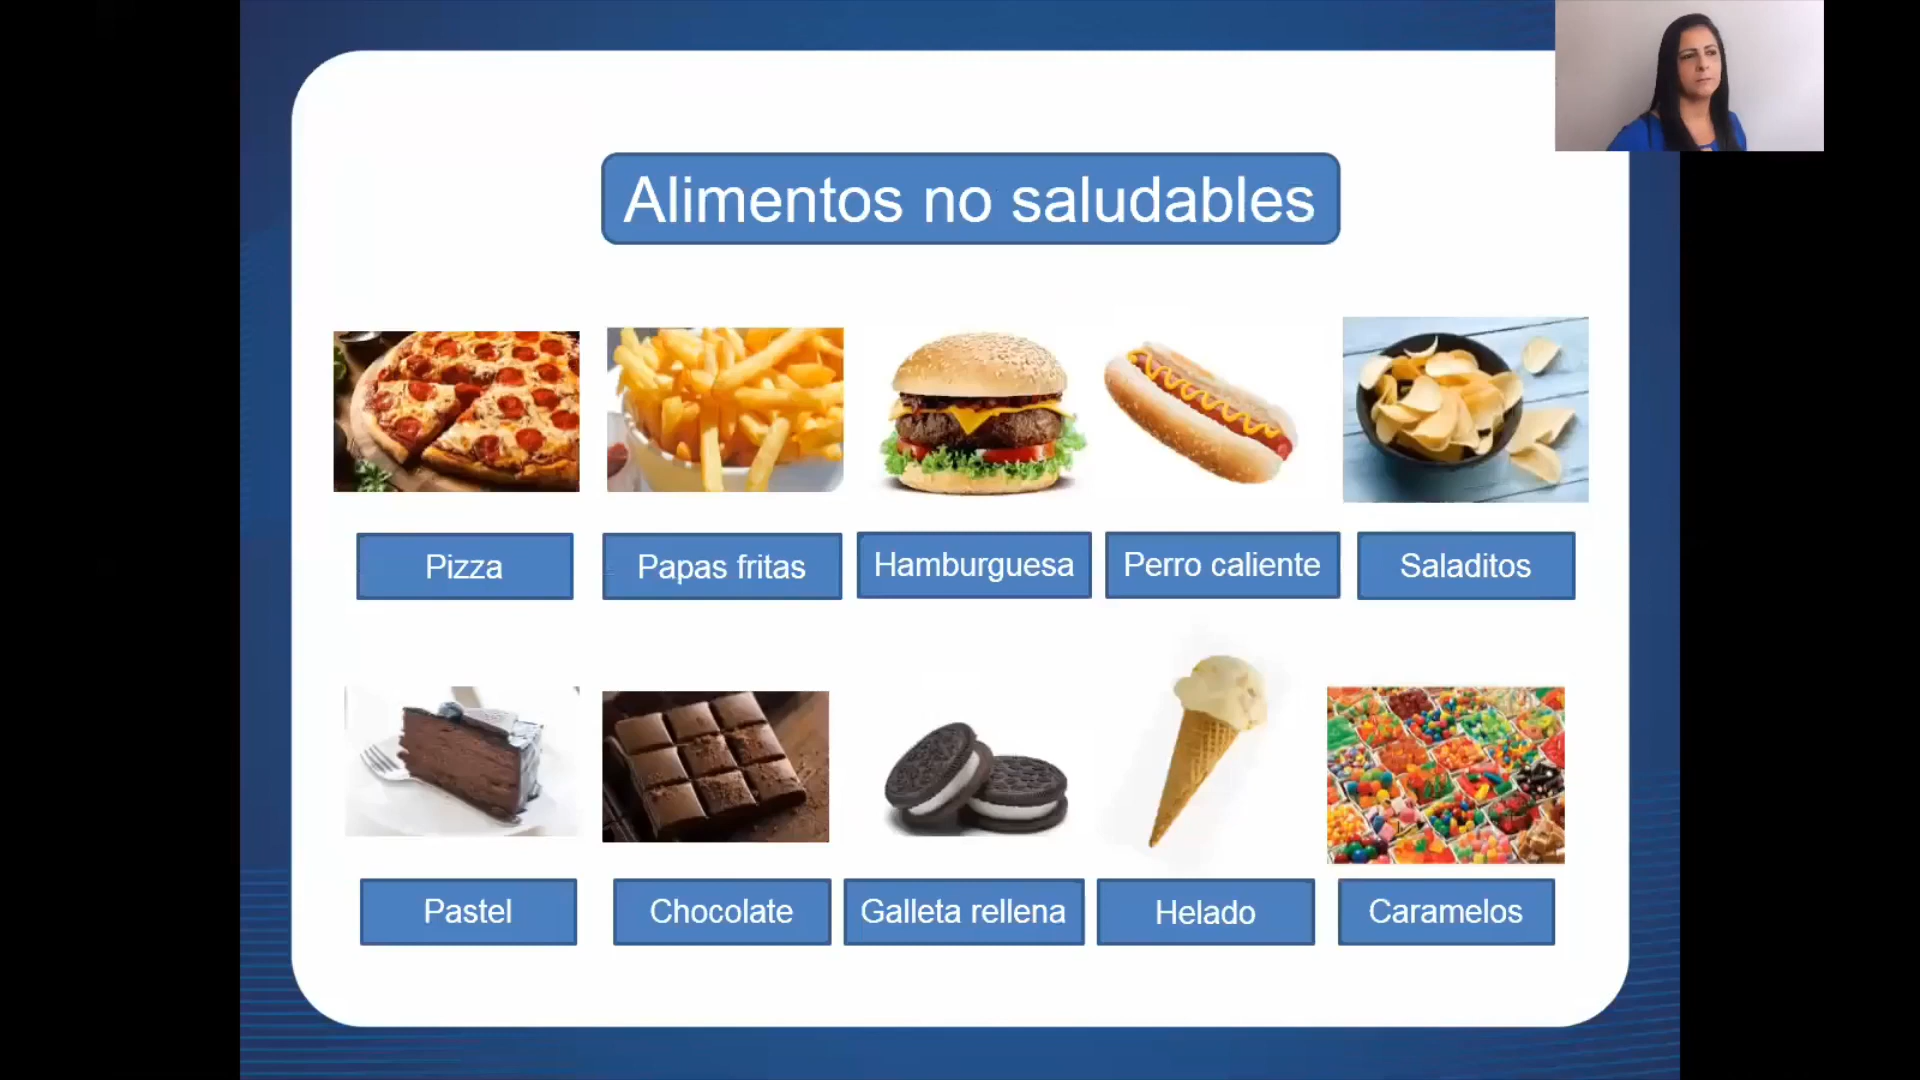 Alimentos no saludables
Pizza
Papas fritas
Hamburguesa
Perro caliente
Saladitos
Pastel
Chocolate
Galleta rellena
Helado
Caramelos